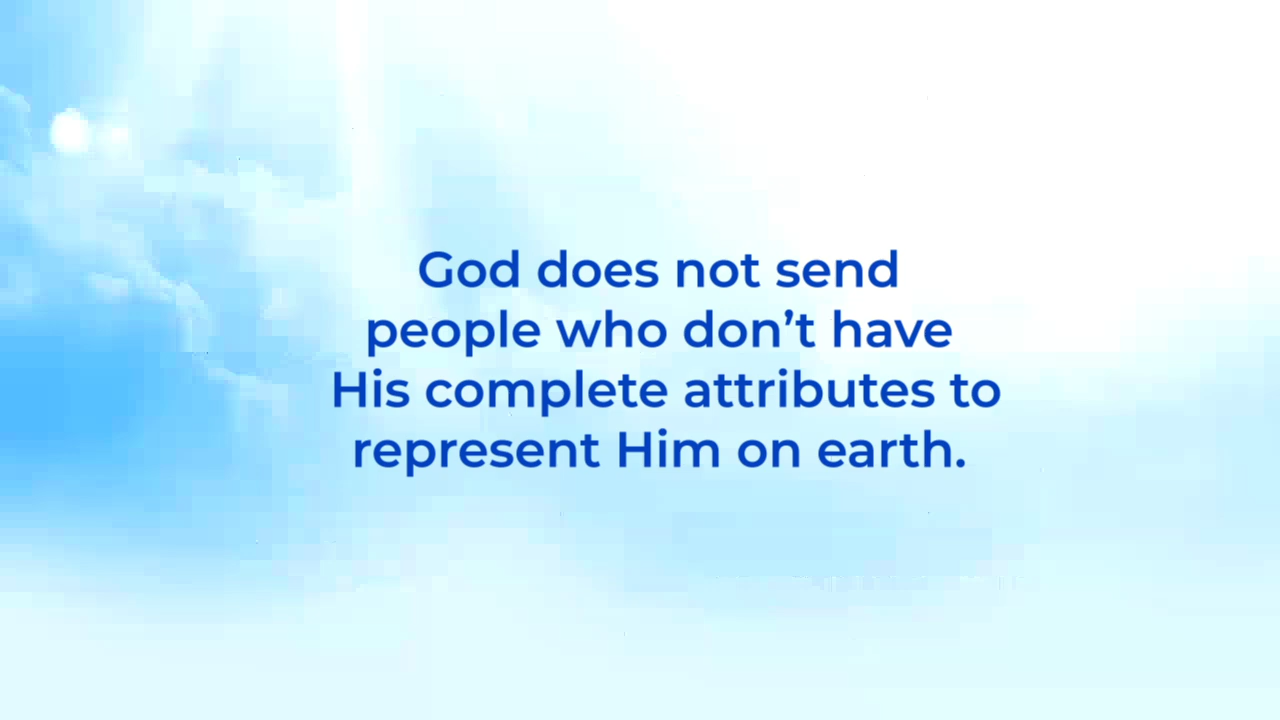 God does not send
people who don’t have
His complete attributes to
represent Him on earth.